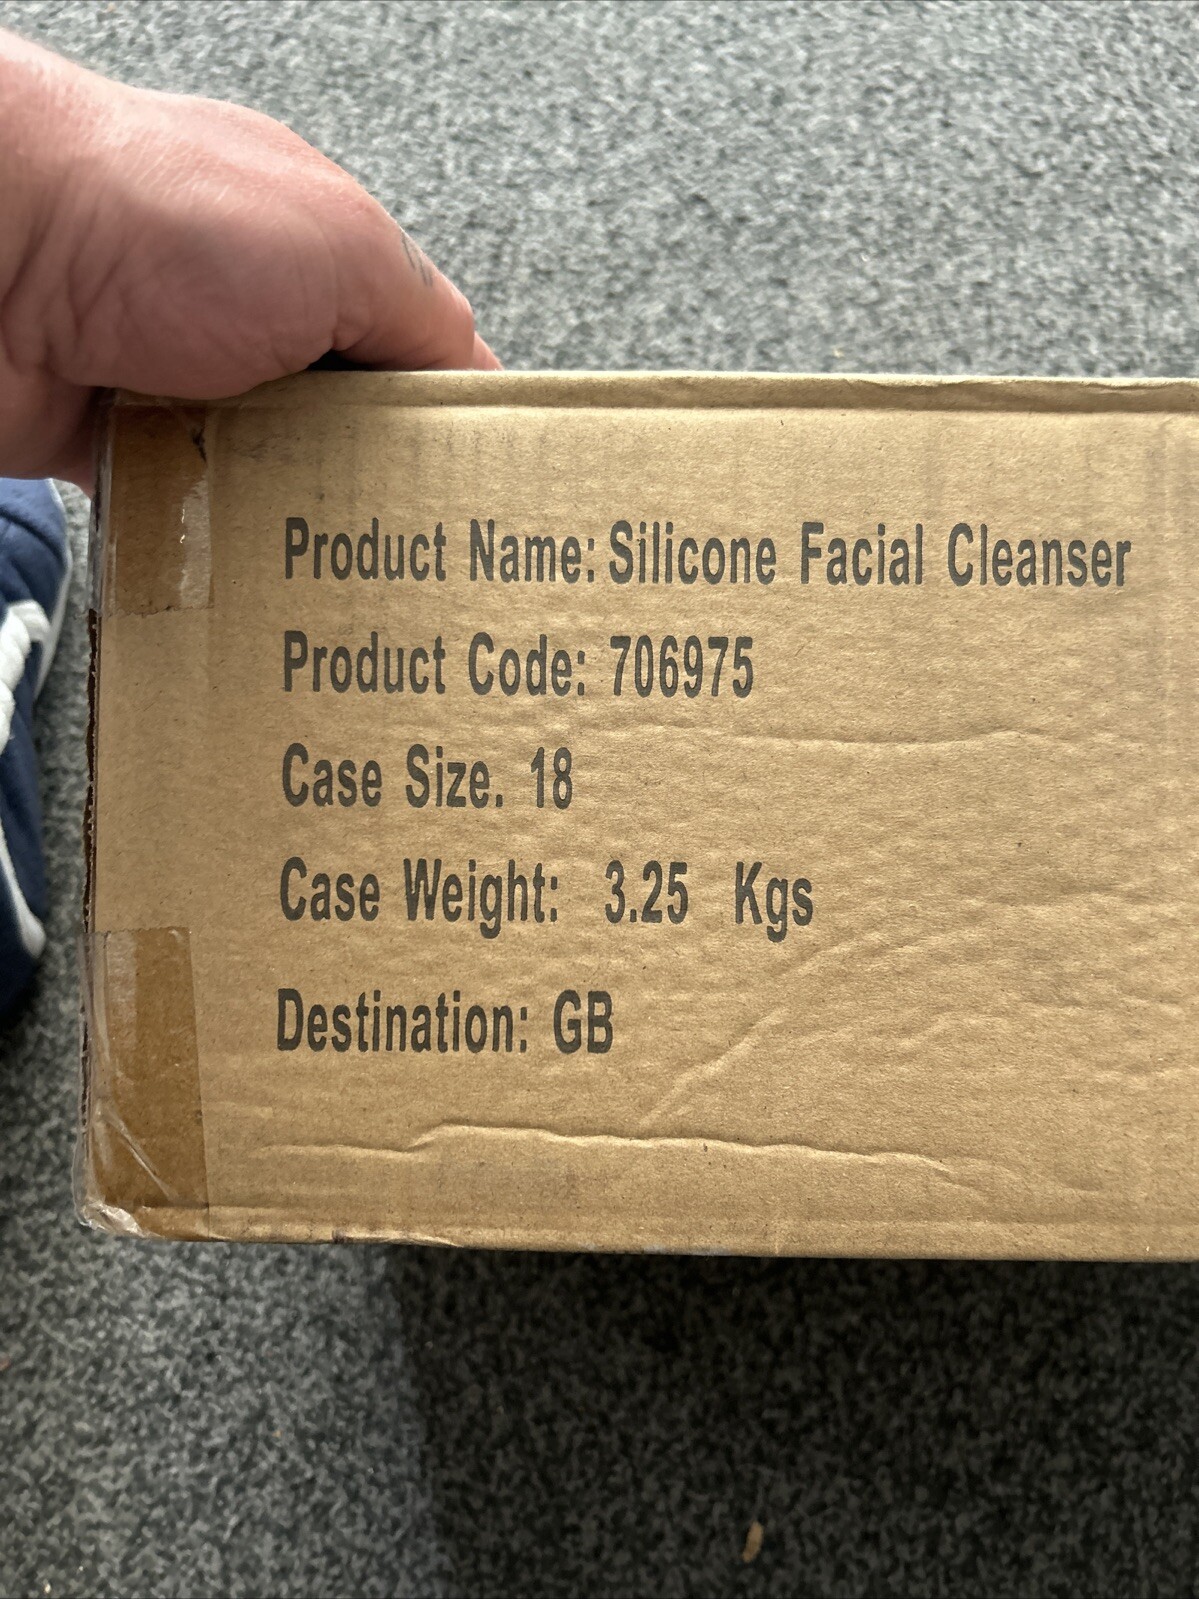 Product Name: Silicone Facial Cleanser
Product Code: 706975
Case Size. 18
Case Weight: 3.25 Kgs
Destination: GB